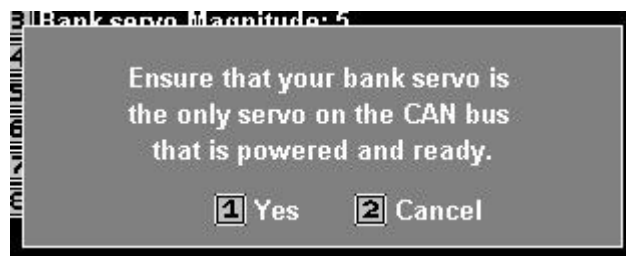 Bank servo Magnitude: 5
Ensure that your bank servo is
the only servo on the CAN bus
that is powered and ready.
1 Yes 2 Cancel